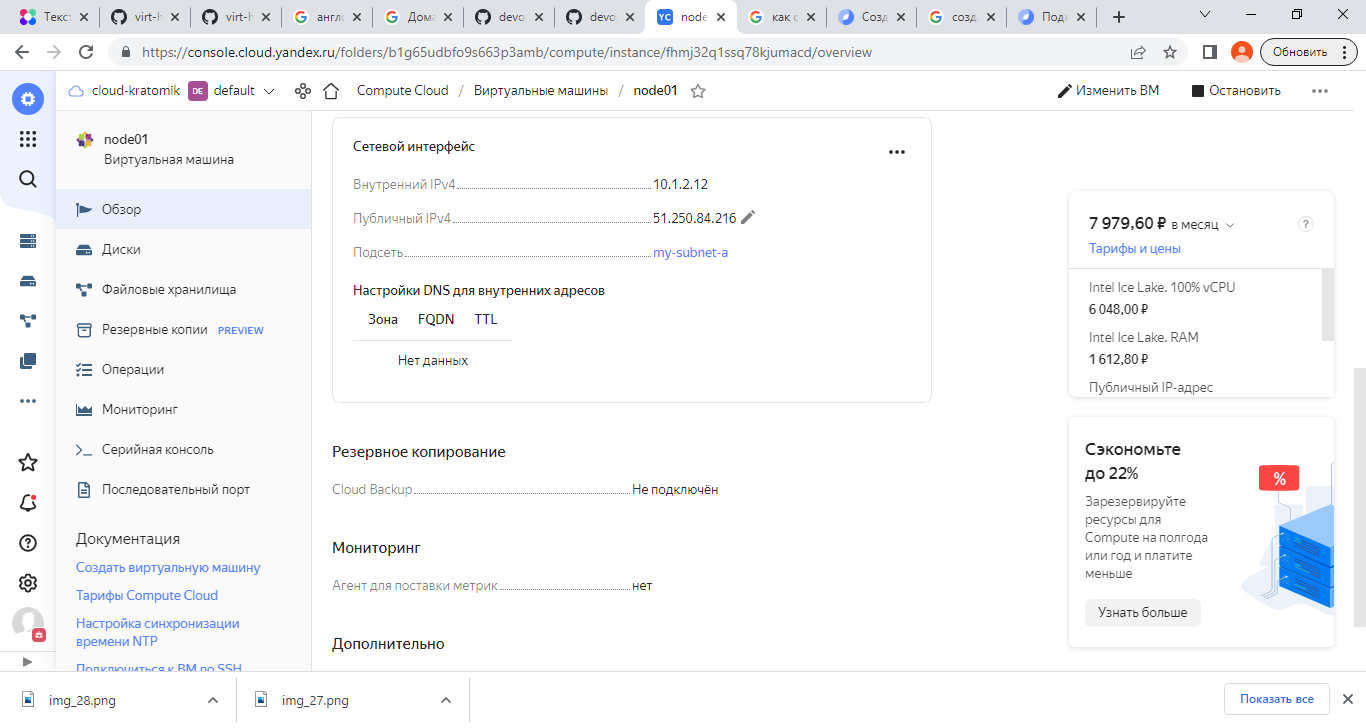 Текст
virt-h
virt-h
англ
Дома
devo
devop
YC
node
как с
Созд
созд
Подк
https://console.cloud.yandex.ru/folders/b1g65udbfo9s663p3amb/compute/instance/fhmj32q1ssq78kjumacd/overview
Обновить
cloud-kratomik DE default
Compute Cloud / Виртуальные машины / node01
Изменить ВМ
Остановить
node01
Виртуальная машина
Обзор
Диски
Файловые хранилища
Резервные копии PREVIEW
Операции
Мониторинг
Серийная консоль
Последовательный порт
Документация
Создать виртуальную машину
Тарифы Compute Cloud
Настройка синхронизации
времени NTP
Подключиться к ВМ по SSH
Сетевой интерфейс
Внутренний IPv4 10.1.2.12
Публичный IPv4 51.250.84.216
Подсеть my-subnet-a
Настройки DNS для внутренних адресов
Зона FQDN TTL
Нет данных
Резервное копирование
Cloud Backup Не подключён
Мониторинг
Агент для поставки метрик нет
Дополнительно
7 979,60 ₽ в месяц
?
Тарифы и цены
Intel Ice Lake. 100% vCPU
6 048,00 ₽
Intel Ice Lake. RAM
1 612,80 ₽
Публичный IP-адрес
Сэкономьте
до 22%
%
Зарезервируйте
ресурсы для
Compute на полгода
или год и платите
меньше
Узнать больше
img_28.png
img_27.png
Показать все